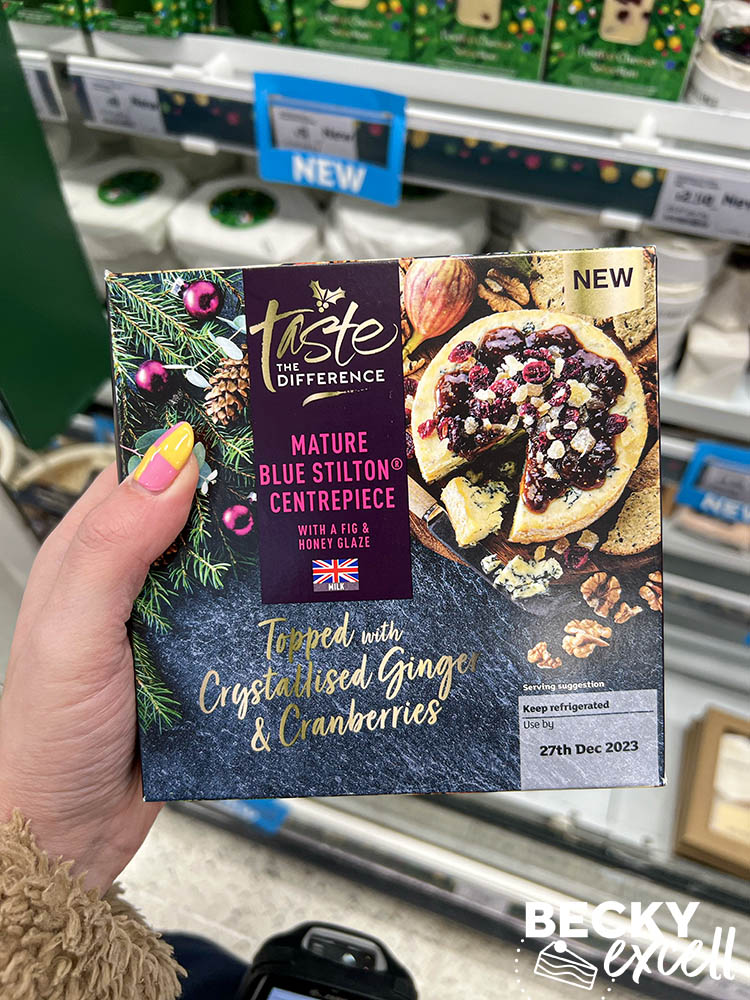 NEW
NEW
taste
THE
DIFFERENCE
MATURE
BLUE STILTON®
CENTREPIECE
WITH A FIG &
HONEY GLAZE
MILK
Topped with
Crystallised Ginger
& Cranberries
Serving suggestion
Keep refrigerated
Use by
27th Dec 2023
BECKY
excell